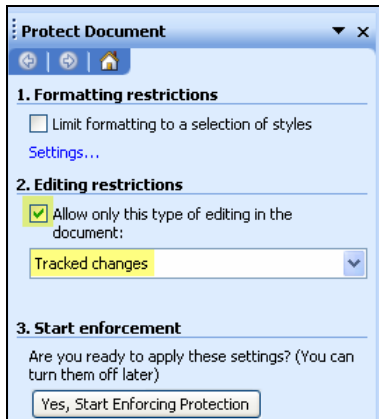 Protect Document
1. Formatting restrictions
Limit formatting to a selection of styles
Settings...
2. Editing restrictions
Allow only this type of editing in the
document:
Tracked changes
3. Start enforcement
Are you ready to apply these settings? (You can
turn them off later)
Yes, Start Enforcing Protection